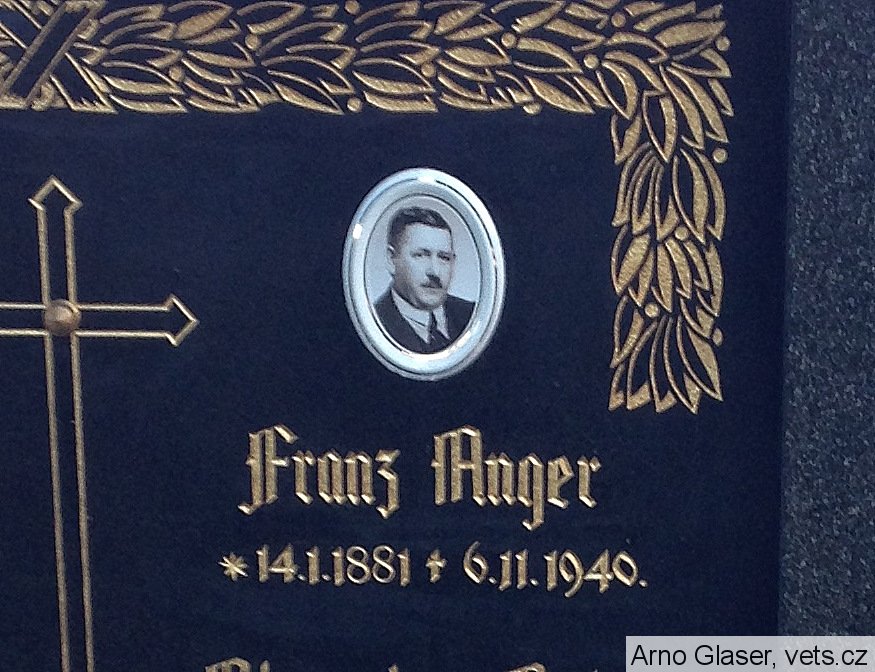 Franz Anger
* 14.1.1881 ✝ 6.11.1940.
Arno Glaser, vets.cz